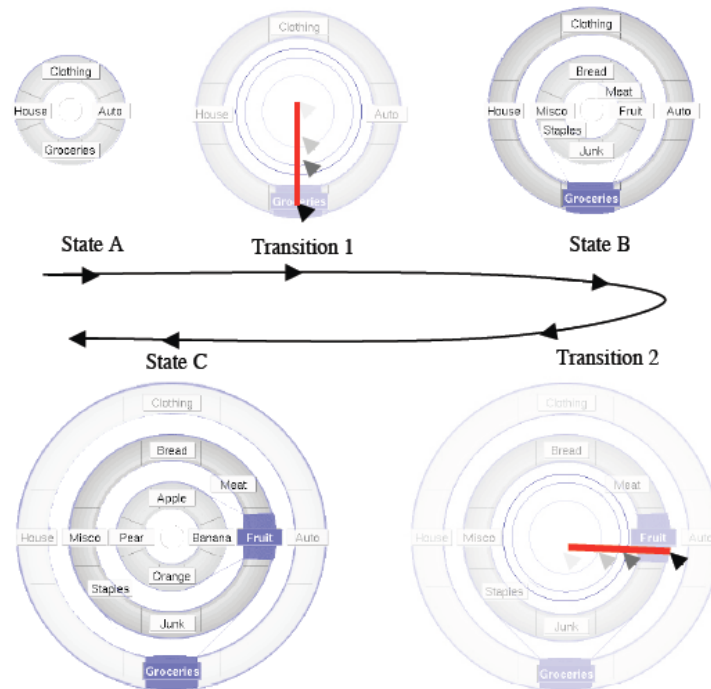 Clothing
House Auto
Groceries
State A
Clothing
House Auto
Groceries
Transition 1
Clothing
Bread
Meat
House Misco Fruit Auto
Staples
Junk
Groceries
State B
State C
Clothing
Bread
Meat
Apple
House Misco Pear Banana Fruit Auto
Orange
Staples
Junk
Groceries
Transition 2
Clothing
Bread
Meat
House Misco Fruit Auto
Staples
Junk
Groceries